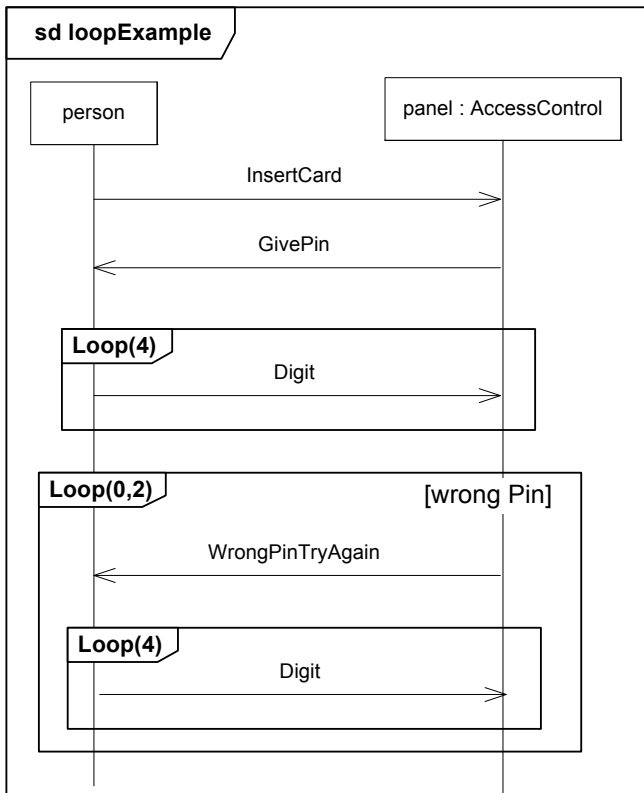 sd loopExample
person
panel : AccessControl
InsertCard
GivePin
Loop(4)
Digit
Loop(0,2)
[wrong Pin]
WrongPinTryAgain
Loop(4)
Digit